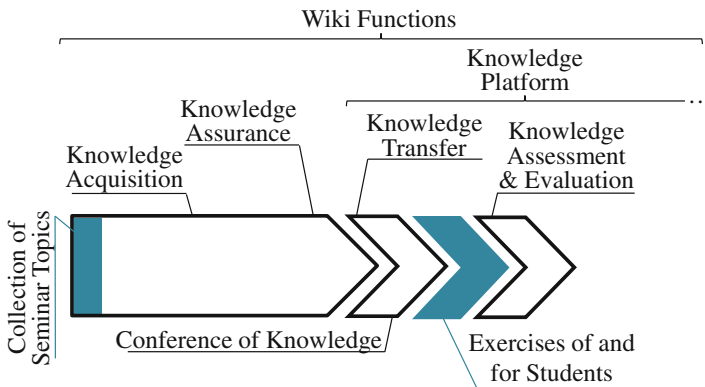 Wiki Functions
Knowledge
Platform
..
Knowledge
Assurance
Knowledge
Transfer
Knowledge
Assessment
& Evaluation
Knowledge
Acquisition
Collection of
Seminar Topics
Conference of Knowledge
Exercises of and
for Students